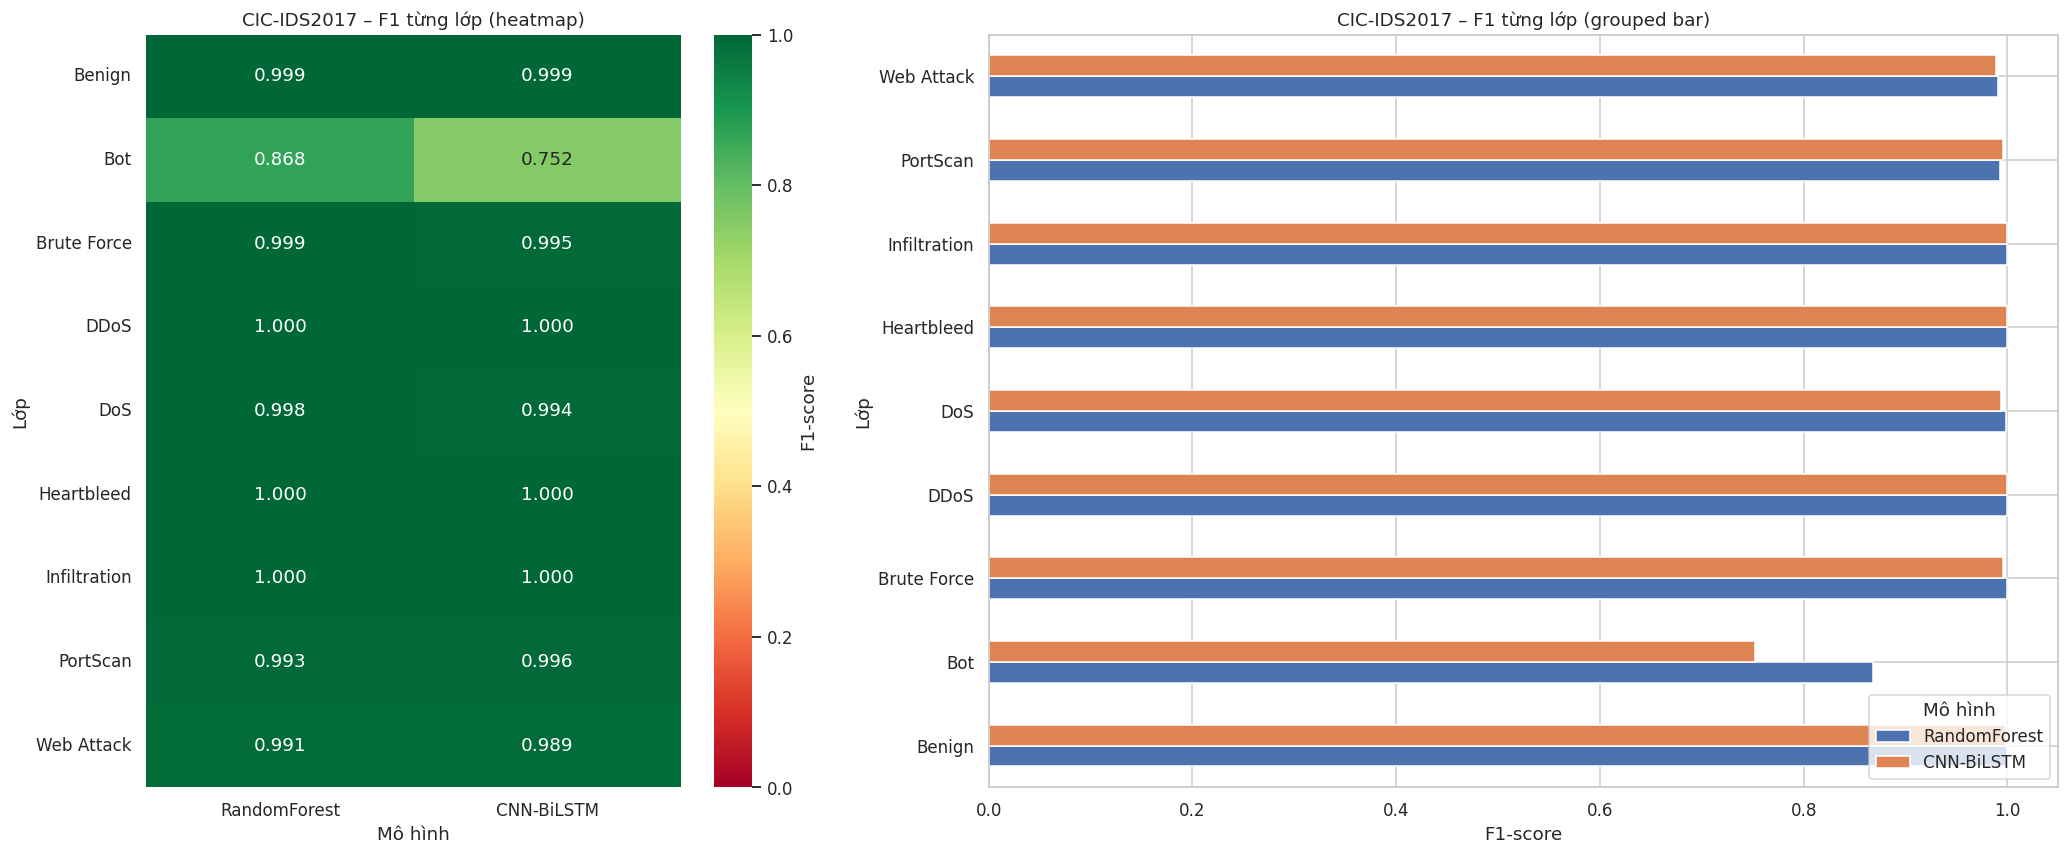 CIC-IDS2017 – F1 từng lớp (heatmap)
Lớp
Benign 0.999 0.999
Bot 0.868 0.752
Brute Force 0.999 0.995
DDoS 1.000 1.000
DoS 0.998 0.994
Heartbleed 1.000 1.000
Infiltration 1.000 1.000
PortScan 0.993 0.996
Web Attack 0.991 0.989
RandomForest CNN-BiLSTM
Mô hình
1.0
0.8
0.6
0.4
0.2
0.0
F1-score
CIC-IDS2017 – F1 từng lớp (grouped bar)
Lớp
Web Attack
PortScan
Infiltration
Heartbleed
DoS
DDoS
Brute Force
Bot
Benign
Mô hình
RandomForest
CNN-BiLSTM
0.0 0.2 0.4 0.6 0.8 1.0
F1-score